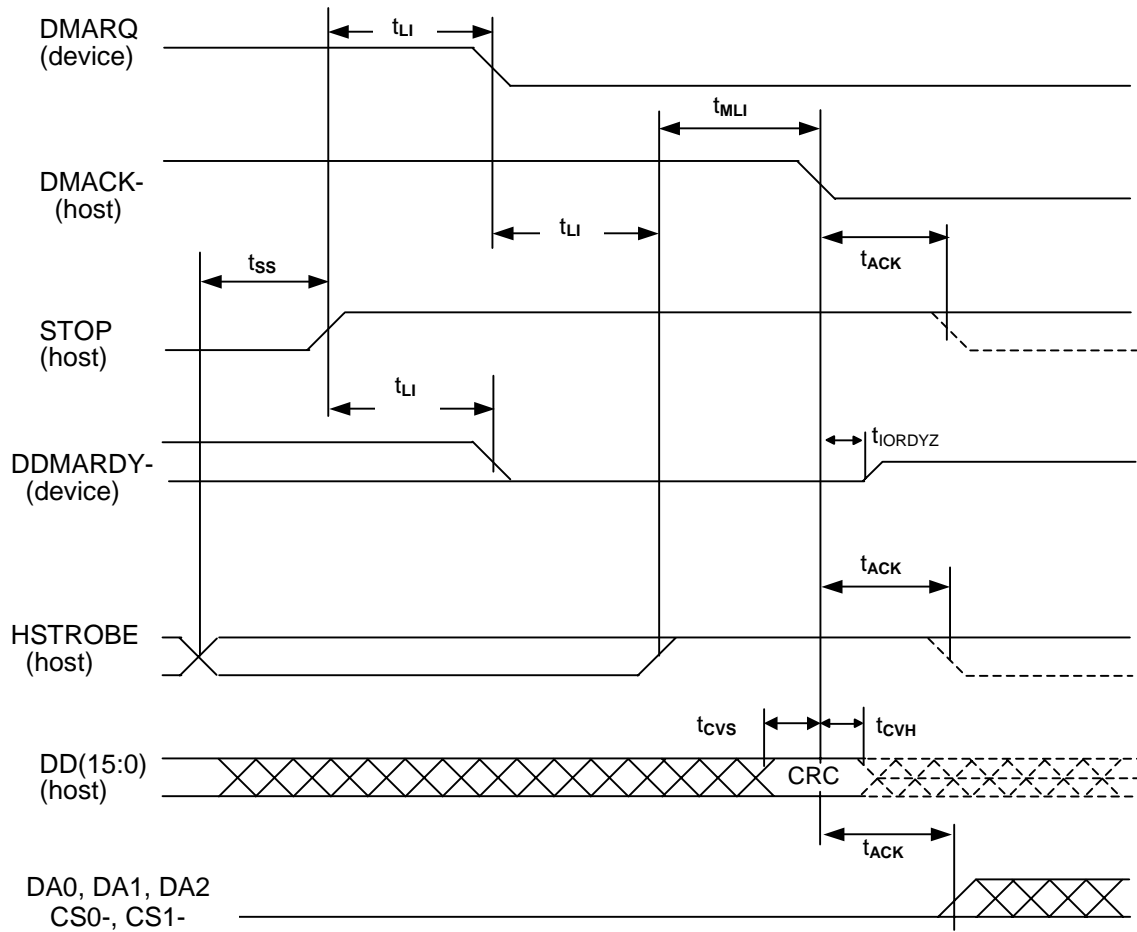 DMARQ
(device)
tLI
tMLI
DMACK-
(host)
tLI
tACK
tSS
STOP
(host)
tLI
tIORDYZ
DDMARDY-
(device)
tACK
HSTROBE
(host)
tCVS
tCVH
DD(15:0)
(host)
CRC
tACK
DA0, DA1, DA2
CS0-, CS1-